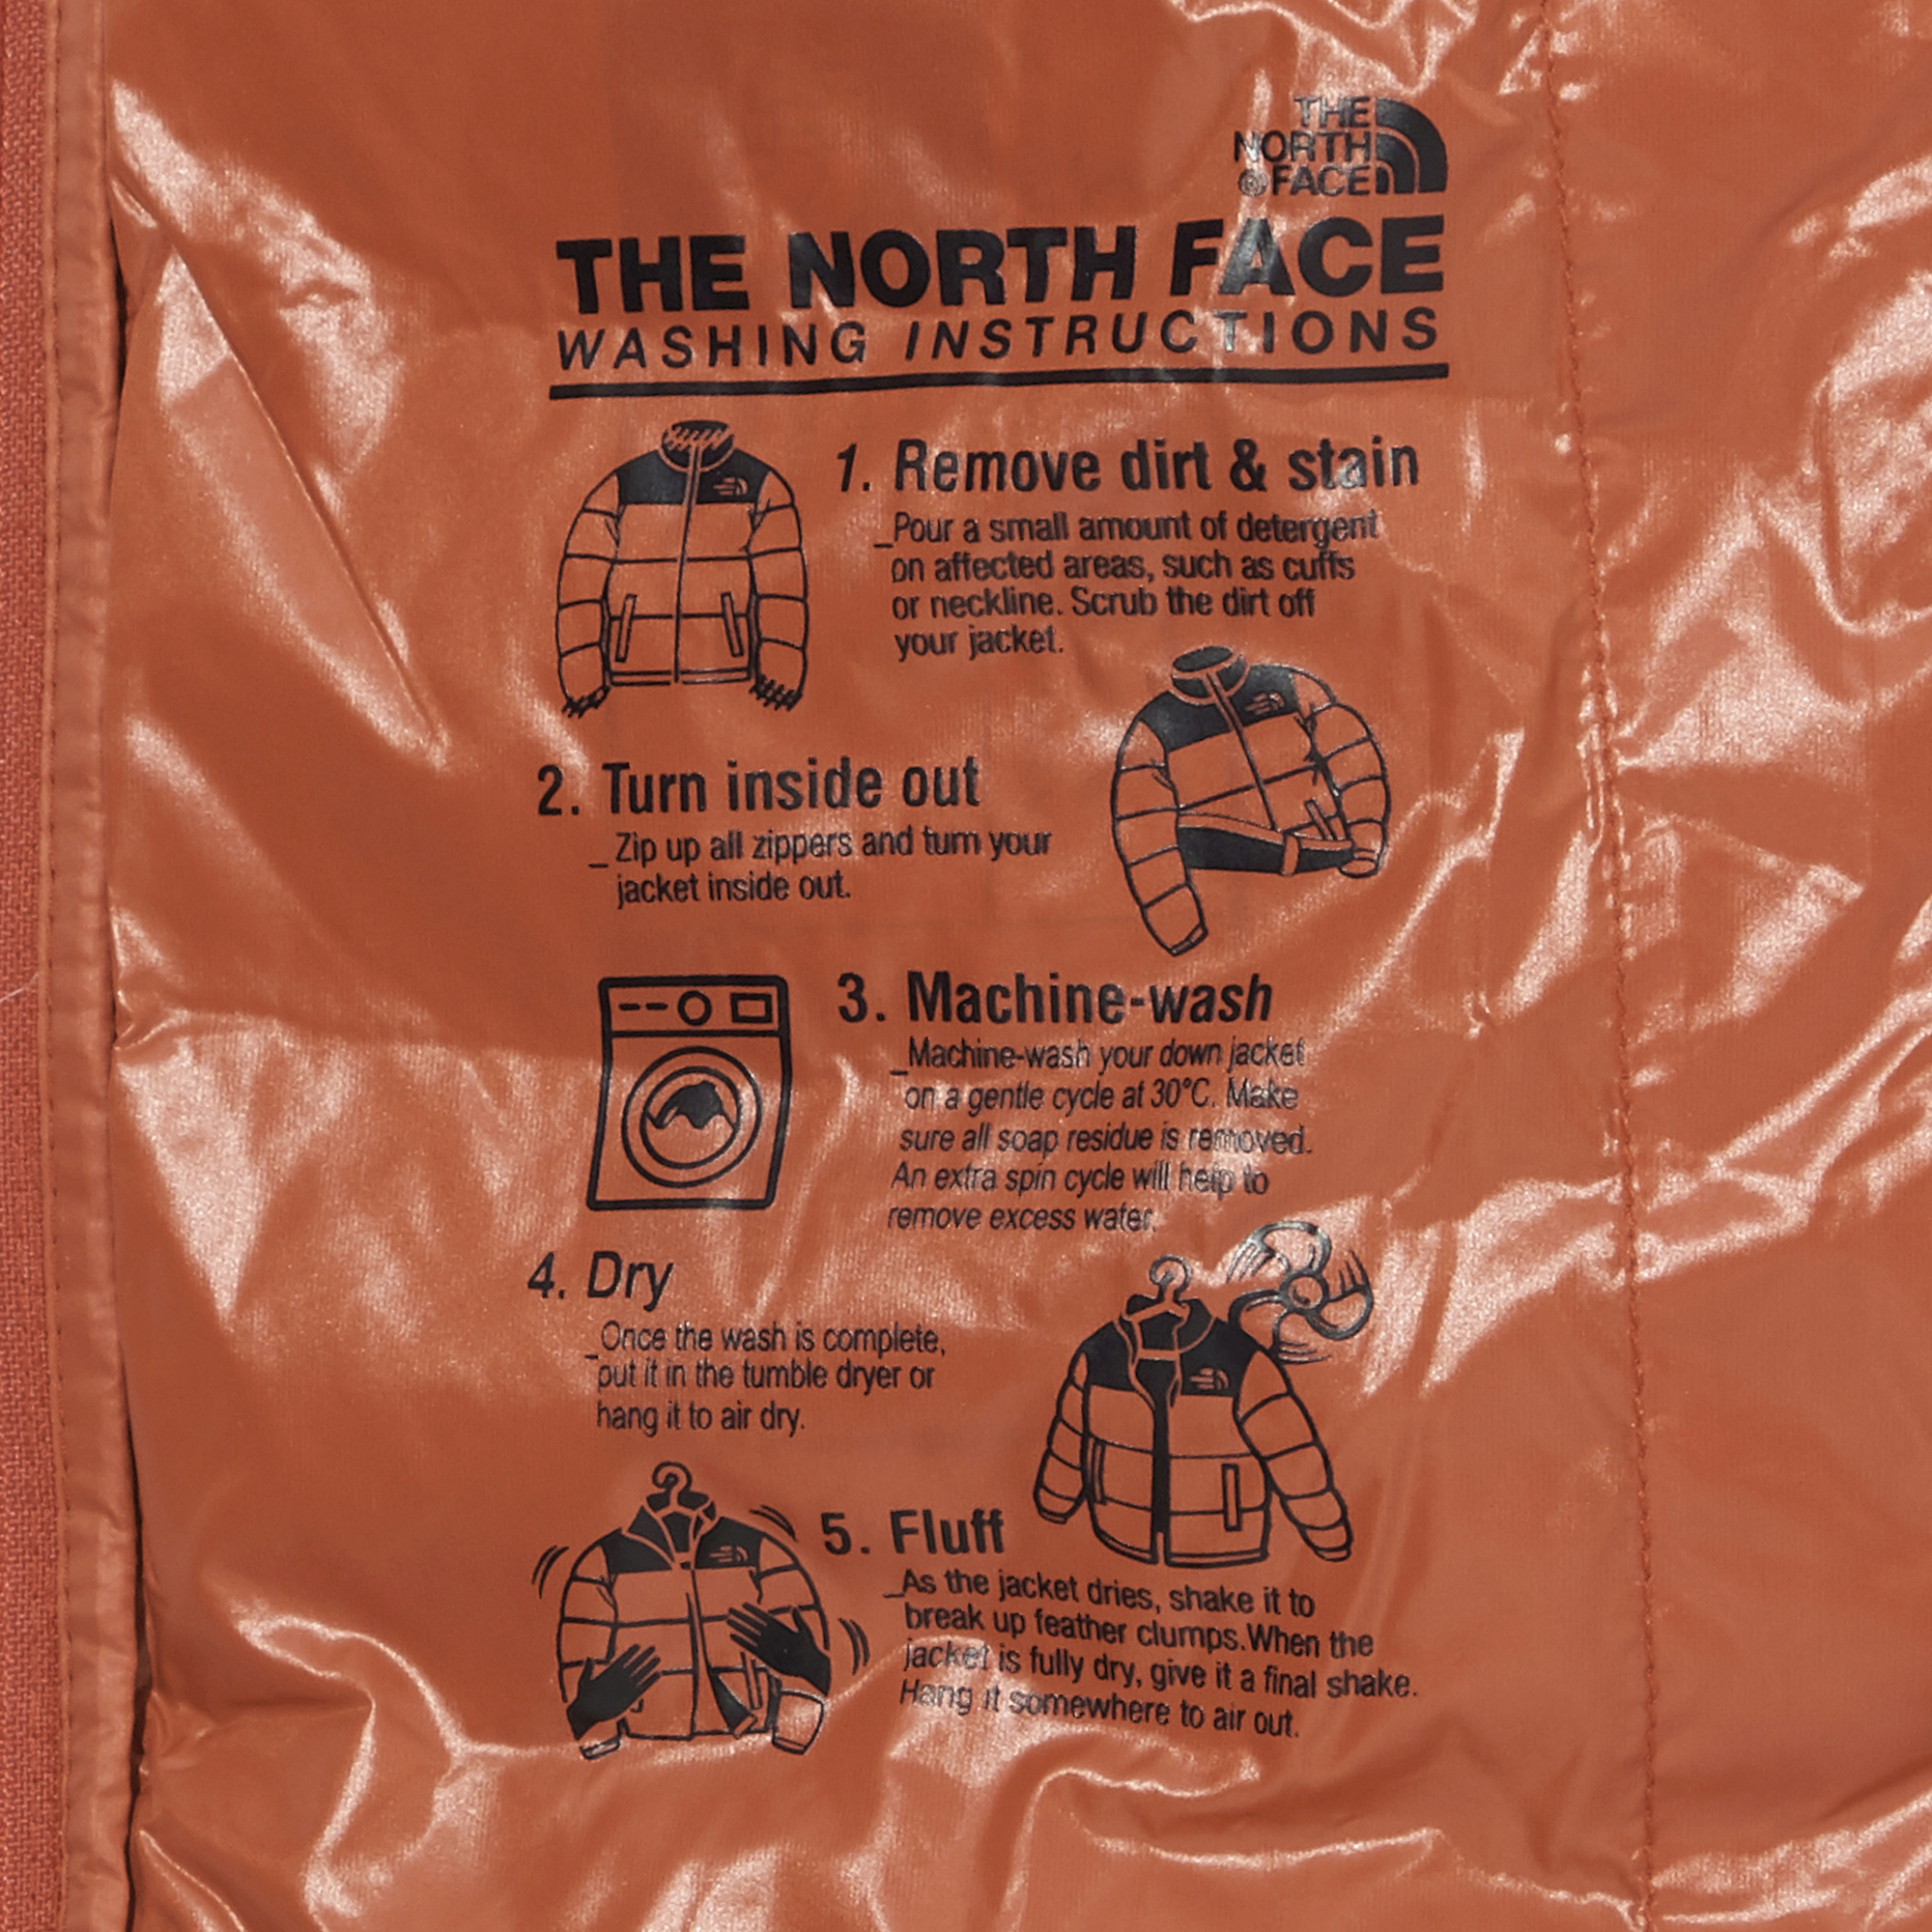 THE
NORTH
FACE
THE NORTH FACE
WASHING INSTRUCTIONS
1. Remove dirt & stain
_Pour a small amount of detergent
on affected areas, such as cuffs
or neckline. Scrub the dirt off
your jacket.
2. Turn inside out
_Zip up all zippers and turn your
jacket inside out.
3. Machine-wash
_Machine-wash your down jacket
on a gentle cycle at 30°C. Make
sure all soap residue is removed.
An extra spin cycle will help to
remove excess water.
4. Dry
_Once the wash is complete,
put it in the tumble dryer or
hang it to air dry.
5. Fluff
_As the jacket dries, shake it to
break up feather clumps.When the
jacket is fully dry, give it a final shake.
Hang it somewhere to air out.